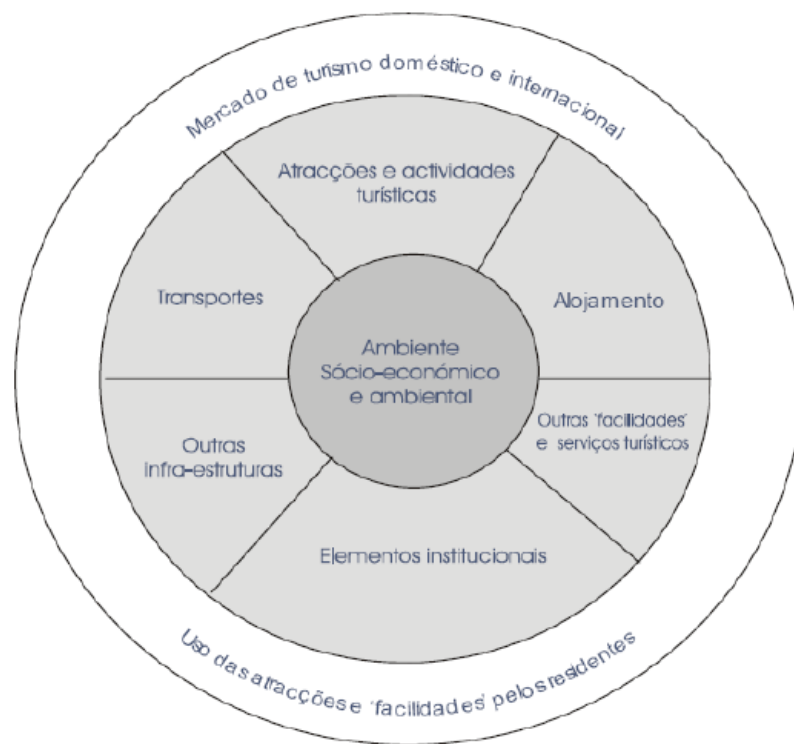 Mercado de turismo doméstico e internacional
Atracções e actividades
turísticas
Transportes
Alojamento
Ambiente
Sócio-económico
e ambiental
Outras 'facilidades'
e serviços turísticos
Outras
infra-estruturas
Elementos institucionais
Uso das atracções e 'facilidades' pelos residentes